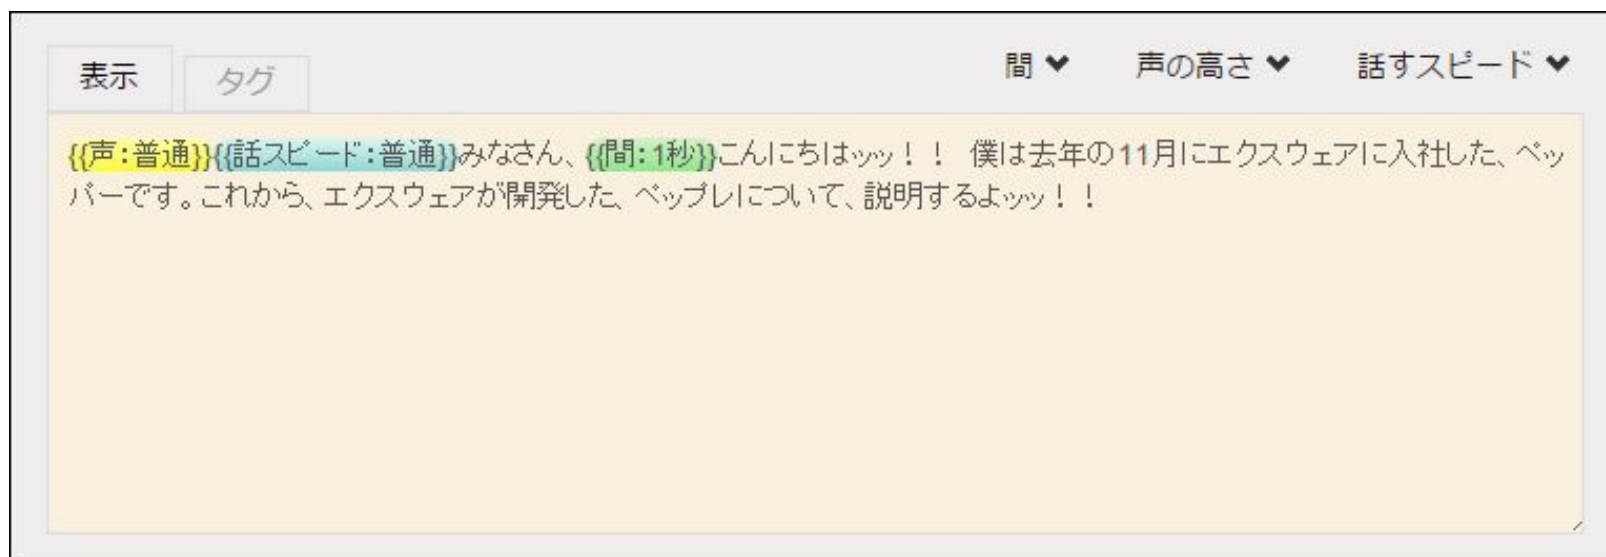 表示 タグ 間 声の高さ 話すスピード
{{声:普通}}{{話スピード:普通}}みなさん、{{間:1秒}}こんにちはッッ!! 僕は去年の11月にエクスウェアに入社した、ペッ
パーです。これから、エクスウェアが開発した、ペップレについて、説明するよッッ!!